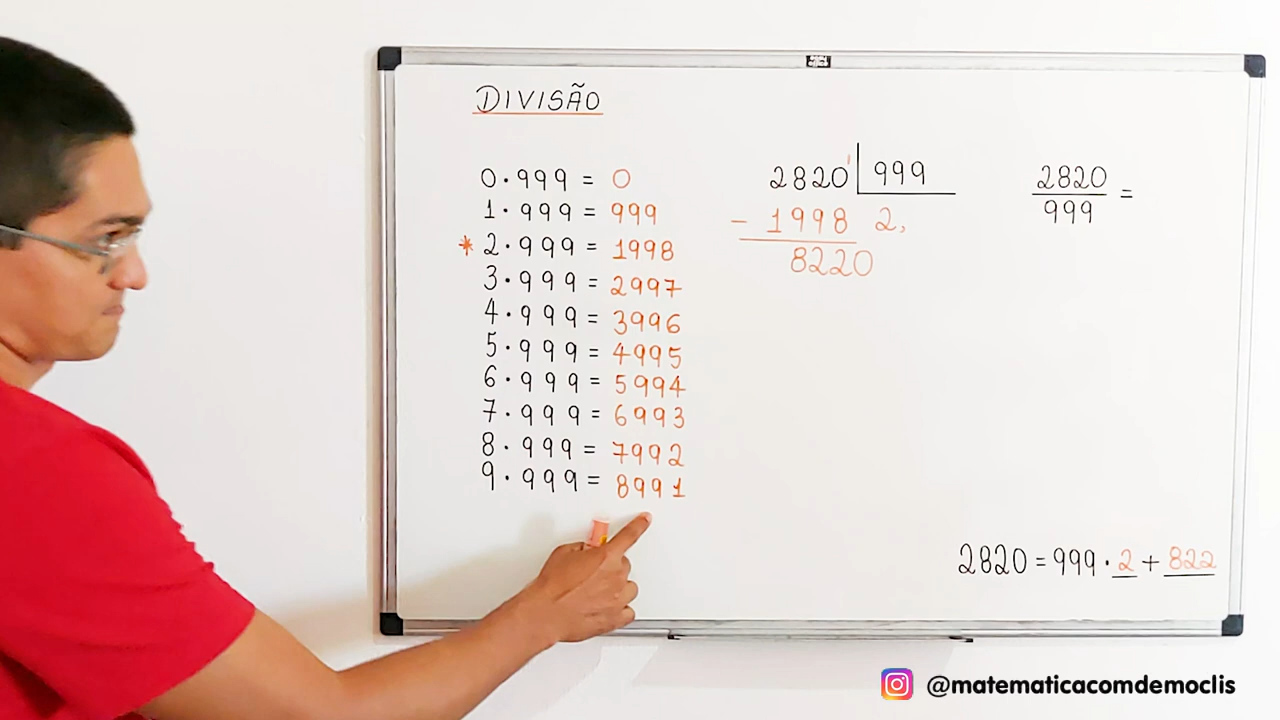 DIVISÃO
0·999 = 0
1·999 = 999
* 2·999 = 1998
3·999 = 2997
4·999 = 3996
5·999 = 4995
6·999 = 5994
7·999 = 6993
8·999 = 7992
9·999 = 8991
2820' 999
- 1998 2,
8220
2820
999 =
2820 = 999·2 + 822
@matematicacomdemoclis